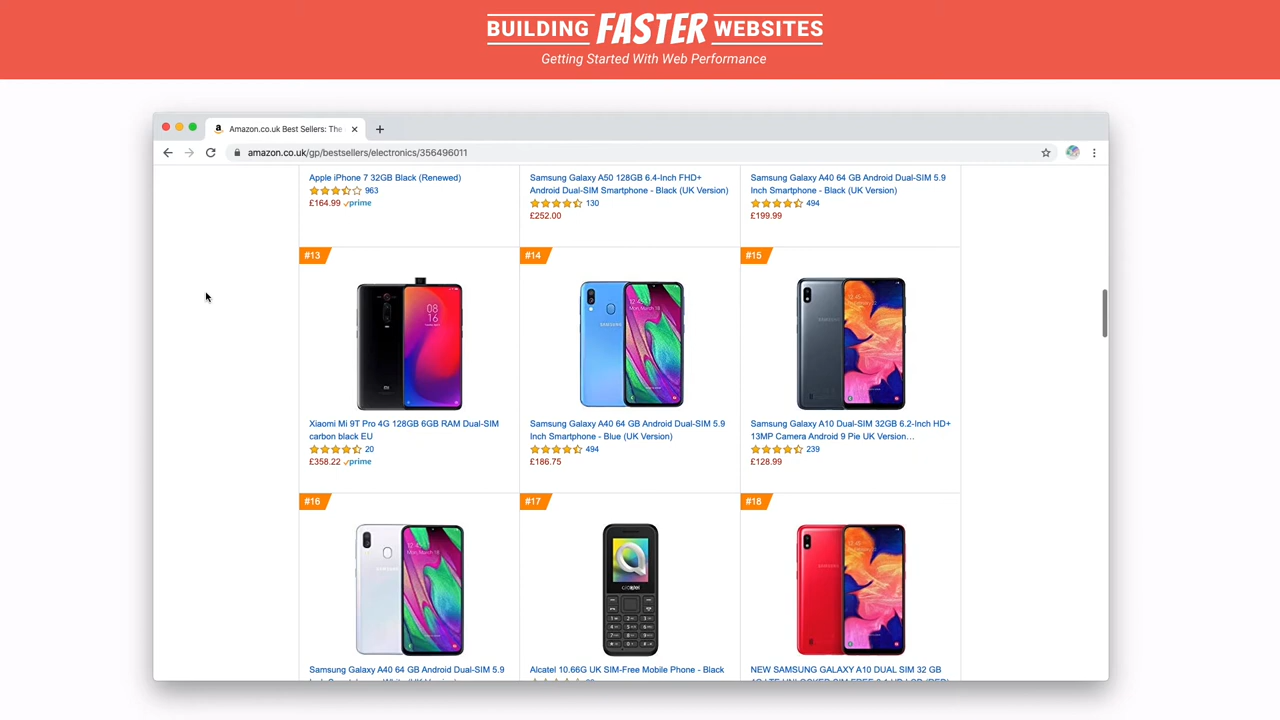 BUILDING FASTER WEBSITES
Getting Started With Web Performance
Amazon.co.uk Best Sellers: The
amazon.co.uk/gp/bestsellers/electronics/356496011
Apple iPhone 7 32GB Black (Renewed)
963
£164.99 prime
Samsung Galaxy A50 128GB 6.4-Inch FHD+
Android Dual-SIM Smartphone - Black (UK Version)
130
£252.00
Samsung Galaxy A40 64 GB Android Dual-SIM 5.9
Inch Smartphone - Black (UK Version)
494
£199.99
#13
08
16
Xiaomi Mi 9T Pro 4G 128GB 6GB RAM Dual-SIM
carbon black EU
20
£358.22 prime
#14
SAMSUNG
Samsung Galaxy A40 64 GB Android Dual-SIM 5.9
Inch Smartphone - Blue (UK Version)
494
£186.75
#15
SAMSUNG
Samsung Galaxy A10 Dual-SIM 32GB 6.2-Inch HD+
13MP Camera Android 9 Pie UK Version…
239
£128.99
#16
Samsung Galaxy A40 64 GB Android Dual-SIM 5.9
#17
alcatel
Alcatel 10.66G UK SIM-Free Mobile Phone - Black
#18
NEW SAMSUNG GALAXY A10 DUAL SIM 32 GB